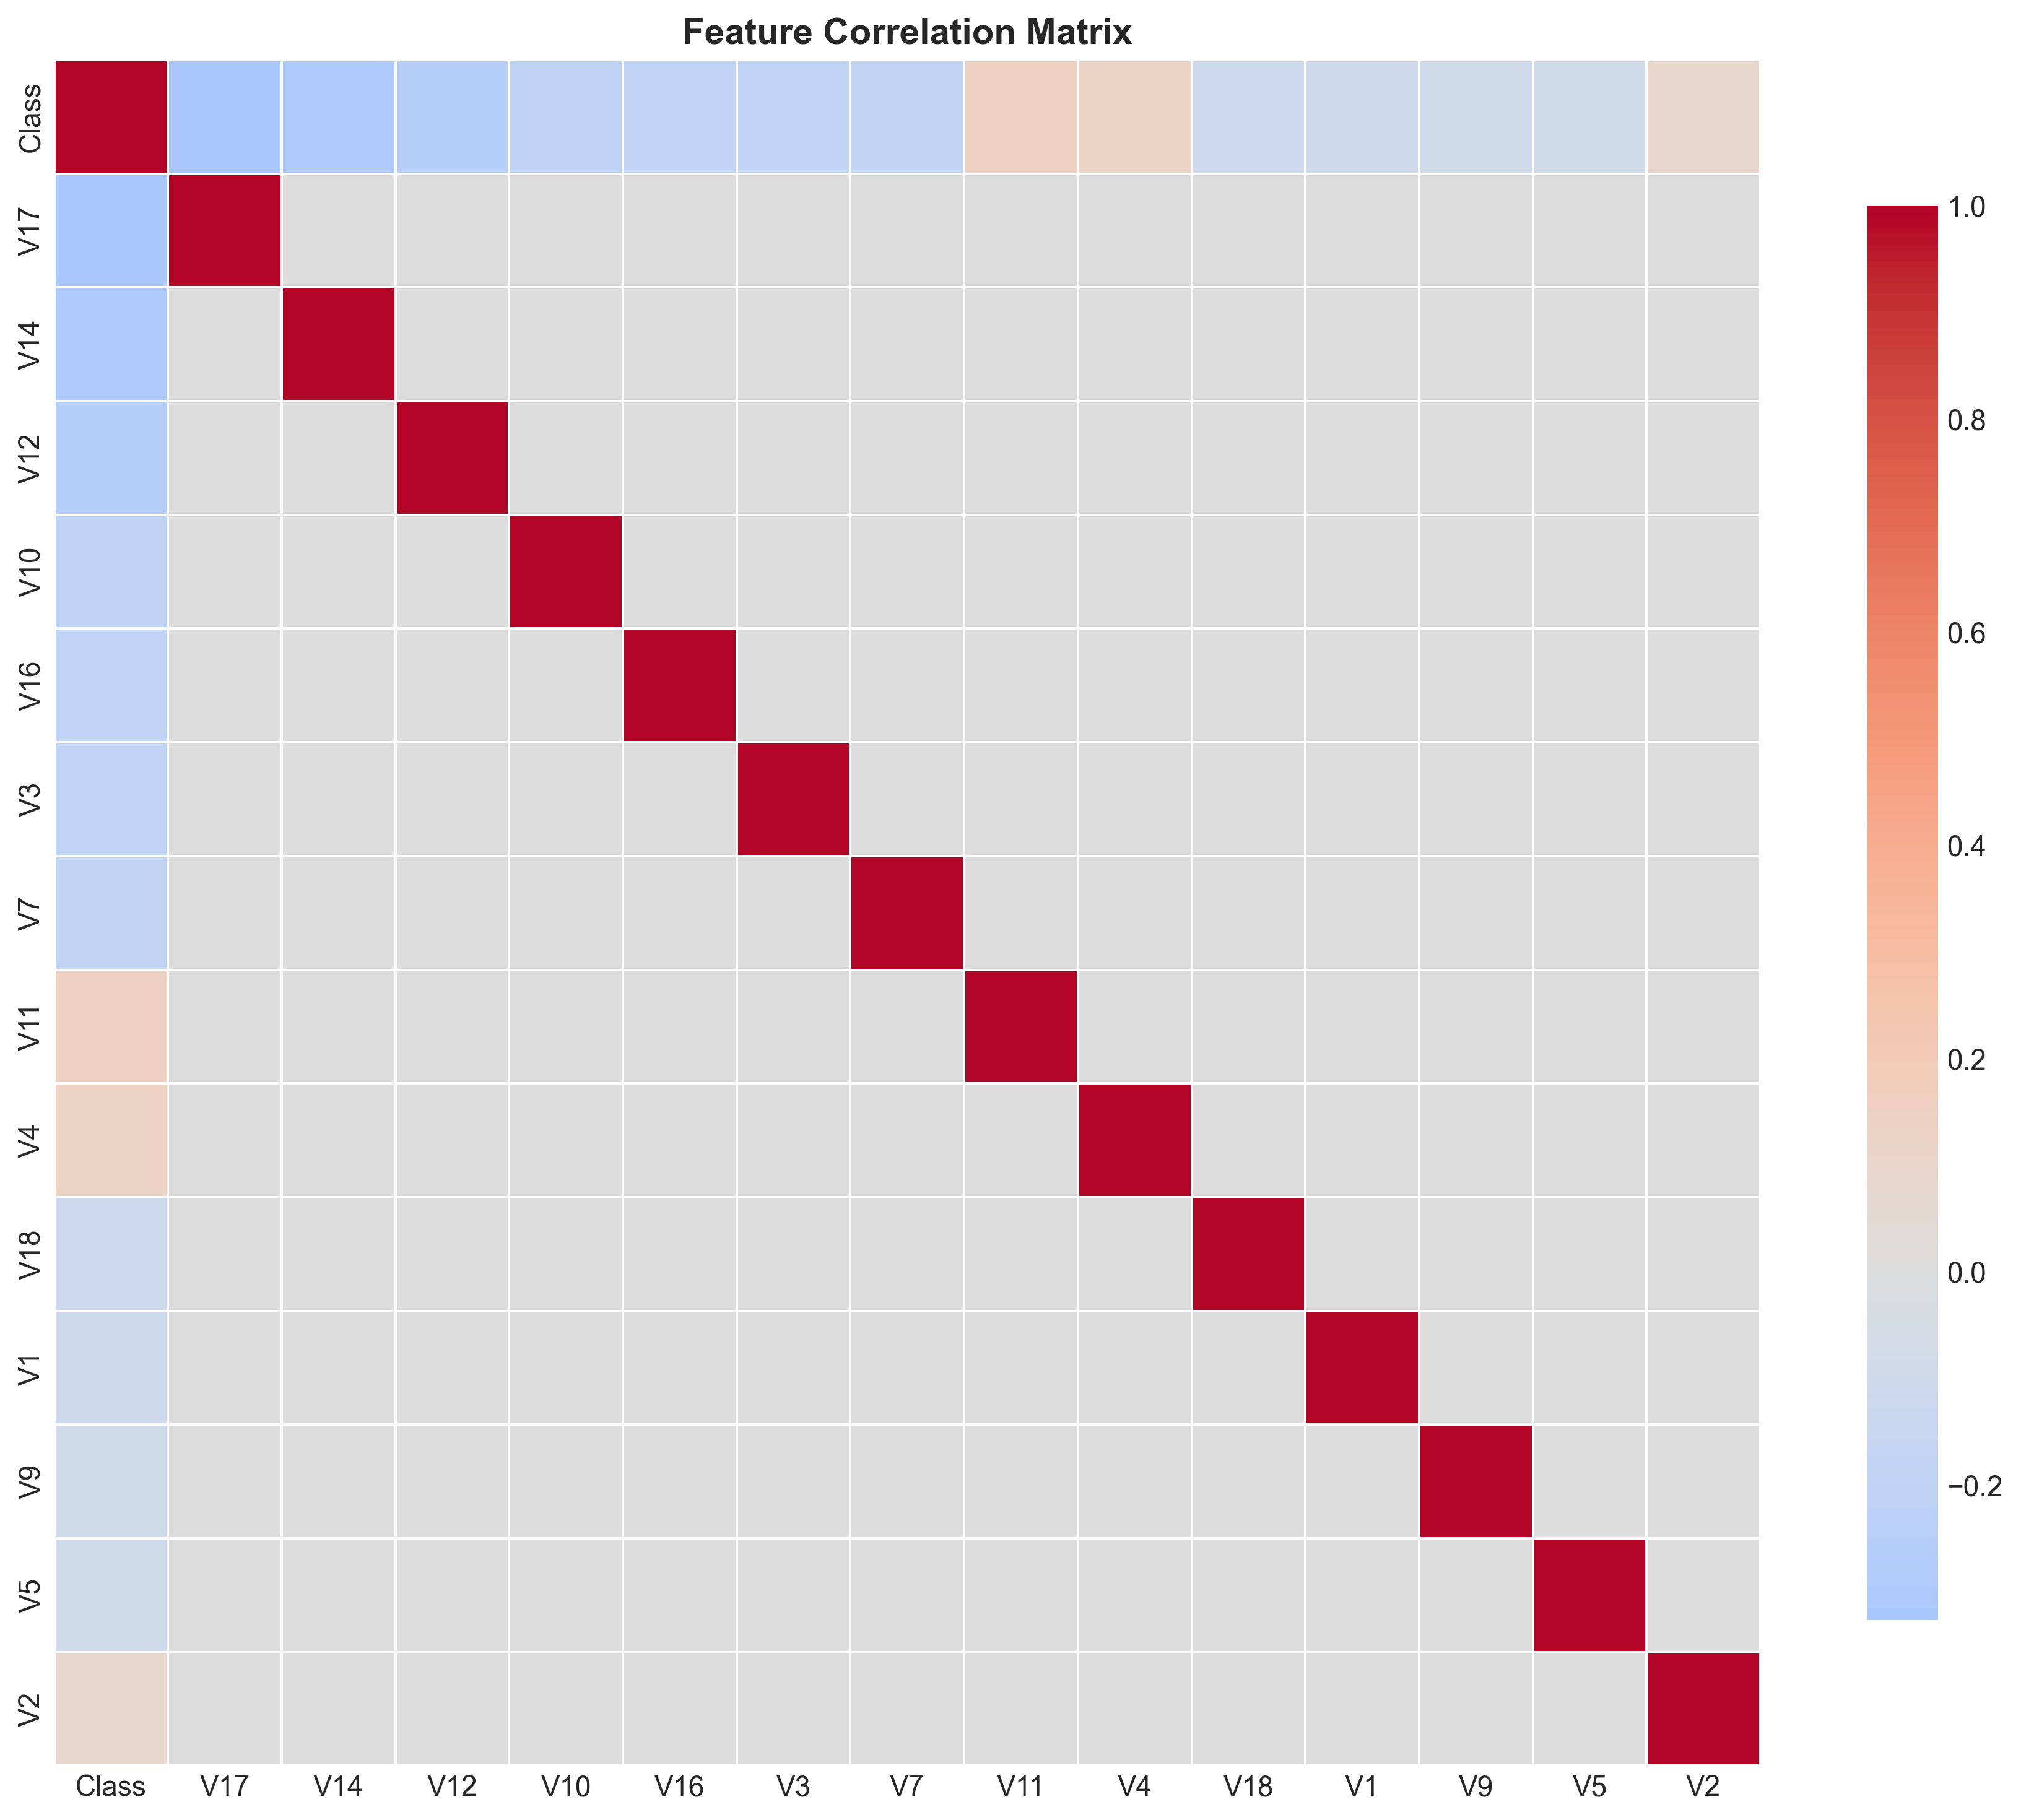 Feature Correlation Matrix
Class
V17
V14
V12
V10
V16
V3
V7
V11
V4
V18
V1
V9
V5
V2
Class V17 V14 V12 V10 V16 V3 V7 V11 V4 V18 V1 V9 V5 V2
1.0
0.8
0.6
0.4
0.2
0.0
−0.2